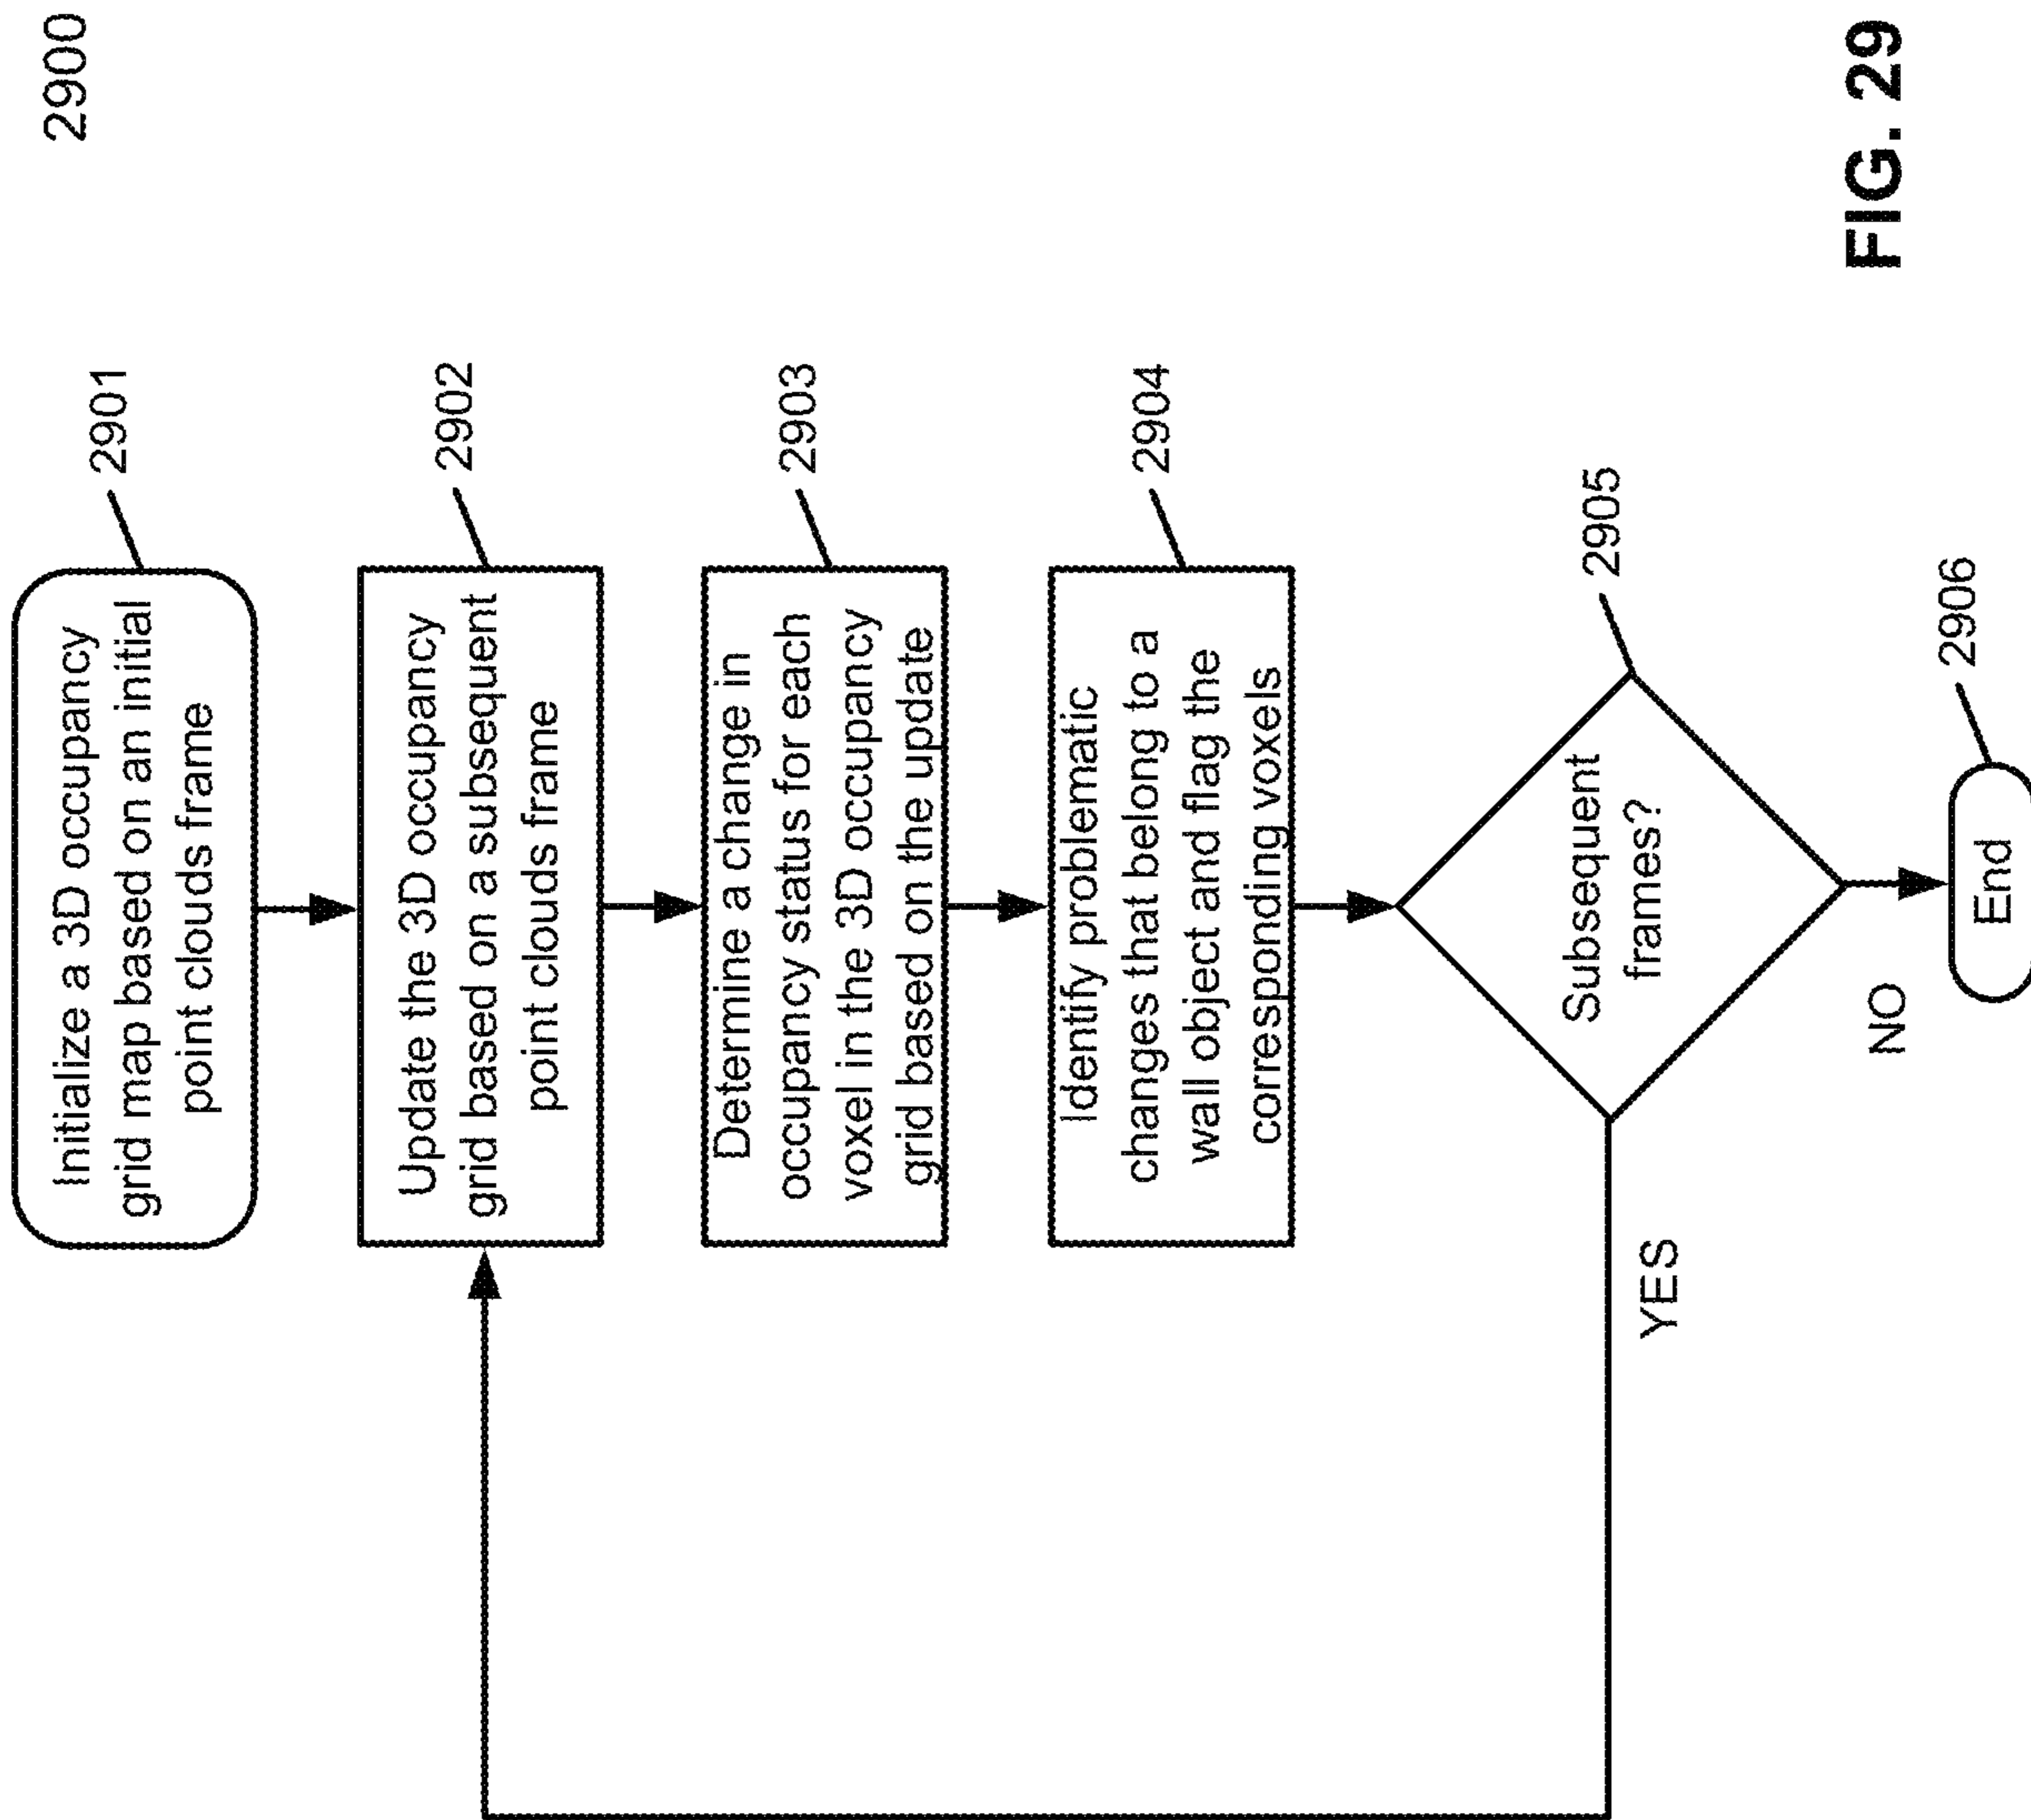 2900
Initialize a 3D occupancy
grid map based on an initial
point clouds frame
2901
Update the 3D occupancy
grid based on a subsequent
point clouds frame
2902
Determine a change in
occupancy status for each
voxel in the 3D occupancy
grid based on the update
2903
Identify problematic
changes that belong to a
wall object and flag the
corresponding voxels
2904
Subsequent
frames?
2905
YES
NO
End
2906
FIG. 29